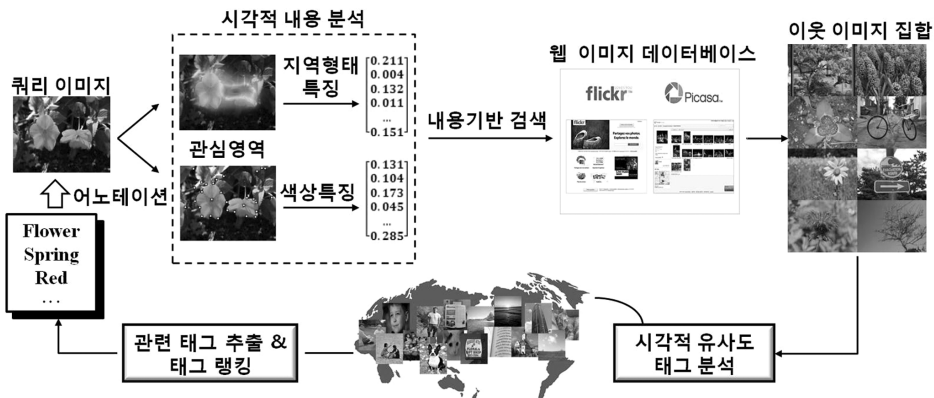 시각적 내용 분석
쿼리 이미지
지역형태
특징
0.211
0.004
0.132
0.011
...
0.151
관심영역
색상특징
0.131
0.104
0.173
0.045
...
0.285
내용기반 검색
웹 이미지 데이터베이스
flickr
Picasa
이웃 이미지 집합
어노테이션
Flower
Spring
Red
...
관련 태그 추출 &
태그 랭킹
시각적 유사도
태그 분석